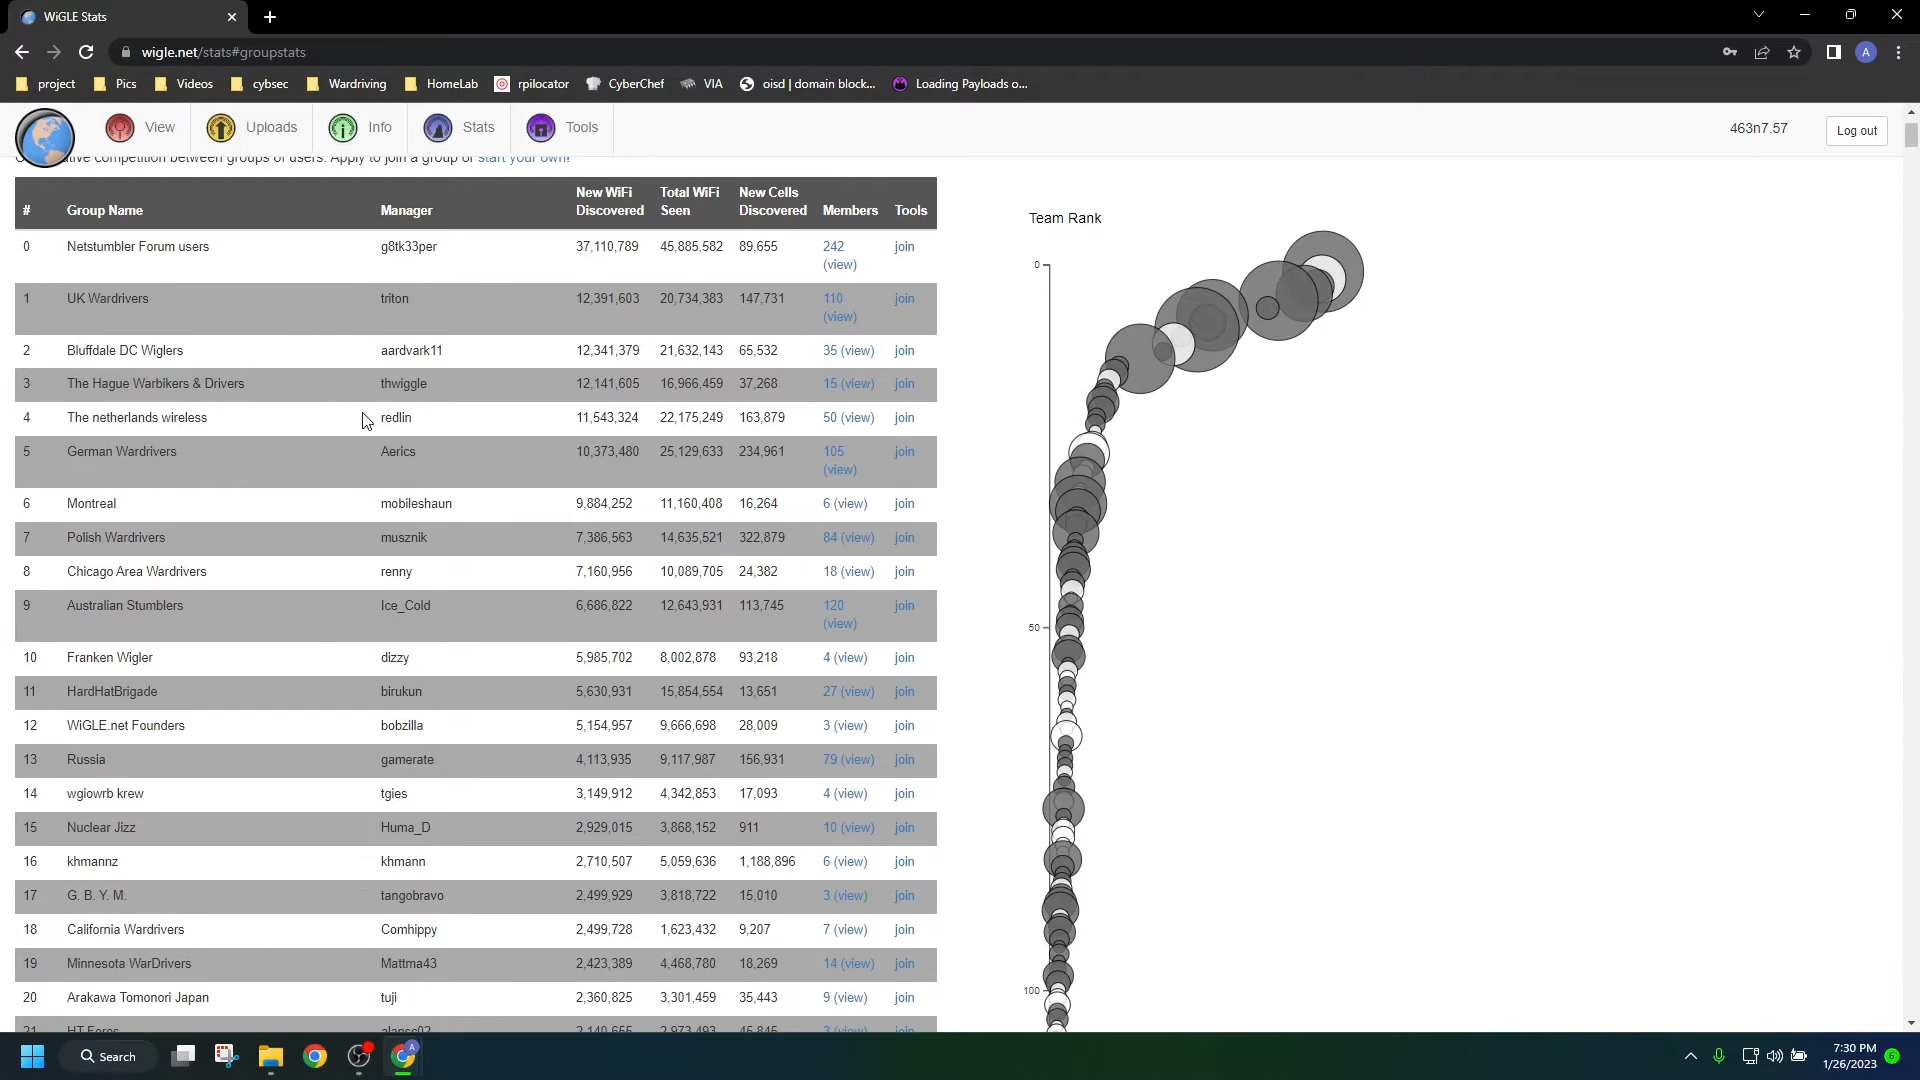 WiGLE Stats
wigle.net/stats#groupstats
project Pics Videos cybsec Wardriving HomeLab rpilocator CyberChef VIA oisd | domain block... Loading Payloads o...
View Uploads Info Stats Tools 463n7.57 Log out
competition between groups of users. Apply to join a group or start your own!
# Group Name Manager New WiFi Discovered Total WiFi Seen New Cells Discovered Members Tools
0 Netstumbler Forum users g8tk33per 37,110,789 45,885,582 89,655 242 (view) join
1 UK Wardrivers triton 12,391,603 20,734,383 147,731 110 (view) join
2 Bluffdale DC Wiglers aardvark11 12,341,379 21,632,143 65,532 35 (view) join
3 The Hague Warbikers & Drivers thwiggle 12,141,605 16,966,459 37,268 15 (view) join
4 The netherlands wireless redlin 11,543,324 22,175,249 163,879 50 (view) join
5 German Wardrivers Aerics 10,373,480 25,129,633 234,961 105 (view) join
6 Montreal mobileshaun 9,884,252 11,160,408 16,264 6 (view) join
7 Polish Wardrivers musznik 7,386,563 14,635,521 322,879 84 (view) join
8 Chicago Area Wardrivers renny 7,160,956 10,089,705 24,382 18 (view) join
9 Australian Stumblers Ice_Cold 6,686,822 12,643,931 113,745 120 (view) join
10 Franken Wigler dizzy 5,985,702 8,002,878 93,218 4 (view) join
11 HardHatBrigade birukun 5,630,931 15,854,554 13,651 27 (view) join
12 WiGLE.net Founders bobzilla 5,154,957 9,666,698 28,009 3 (view) join
13 Russia gamerate 4,113,935 9,117,987 156,931 79 (view) join
14 wgiowrb krew tgies 3,149,912 4,342,853 17,093 4 (view) join
15 Nuclear Jizz Huma_D 2,929,015 3,868,152 911 10 (view) join
16 khmannz khmann 2,710,507 5,059,636 1,188,896 6 (view) join
17 G. B. Y. M. tangobravo 2,499,929 3,818,722 15,010 3 (view) join
18 California Wardrivers Comhippy 2,499,728 1,623,432 9,207 7 (view) join
19 Minnesota WarDrivers Mattma43 2,423,389 4,468,780 18,269 14 (view) join
20 Arakawa Tomonori Japan tuji 2,360,825 3,301,459 35,443 9 (view) join
Team Rank
0
50
100
Search
7:30 PM
1/26/2023
6